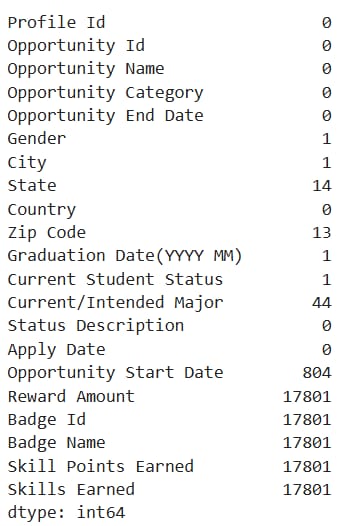 Profile Id 0
Opportunity Id 0
Opportunity Name 0
Opportunity Category 0
Opportunity End Date 0
Gender 1
City 1
State 14
Country 0
Zip Code 13
Graduation Date(YYYY MM) 1
Current Student Status 1
Current/Intended Major 44
Status Description 0
Apply Date 0
Opportunity Start Date 804
Reward Amount 17801
Badge Id 17801
Badge Name 17801
Skill Points Earned 17801
Skills Earned 17801
dtype: int64